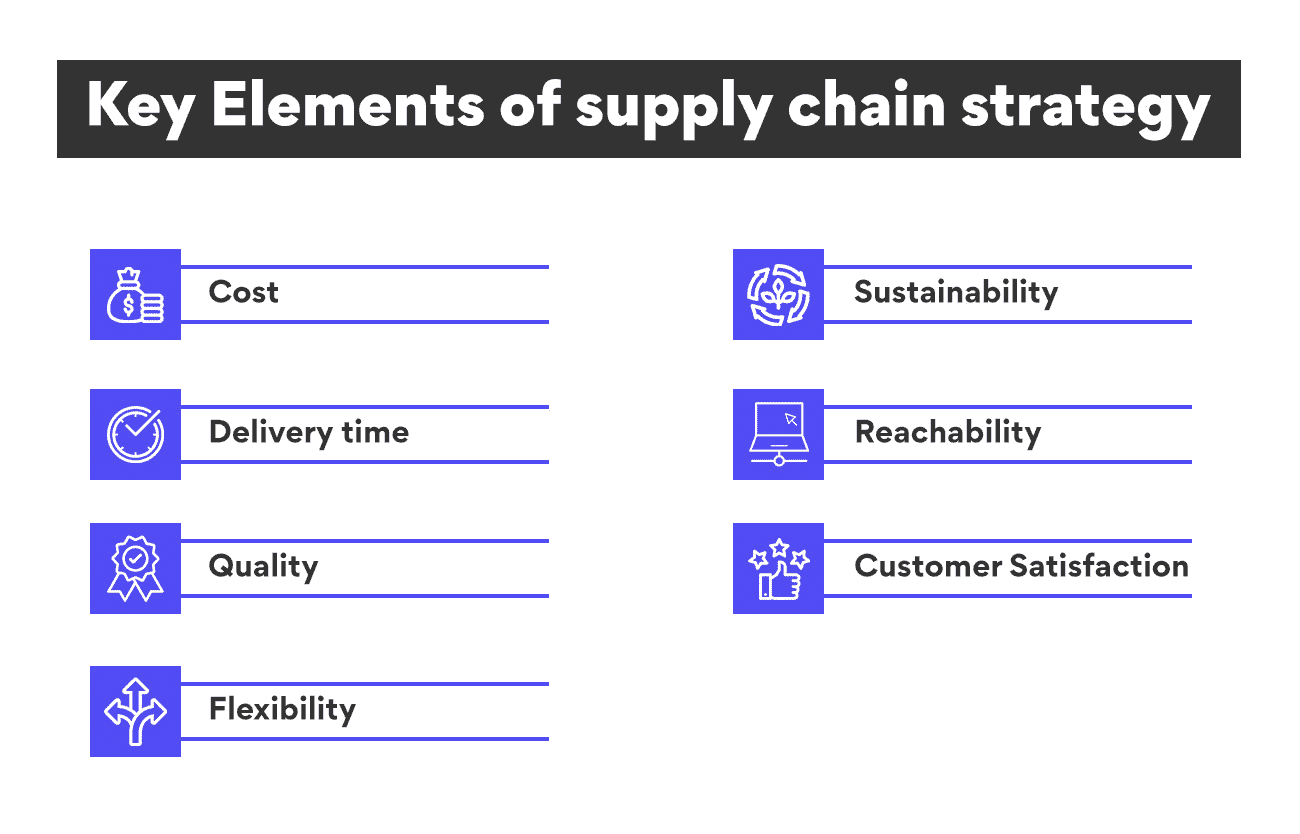 Key Elements of supply chain strategy
Cost
Delivery time
Quality
Flexibility
Sustainability
Reachability
Customer Satisfaction